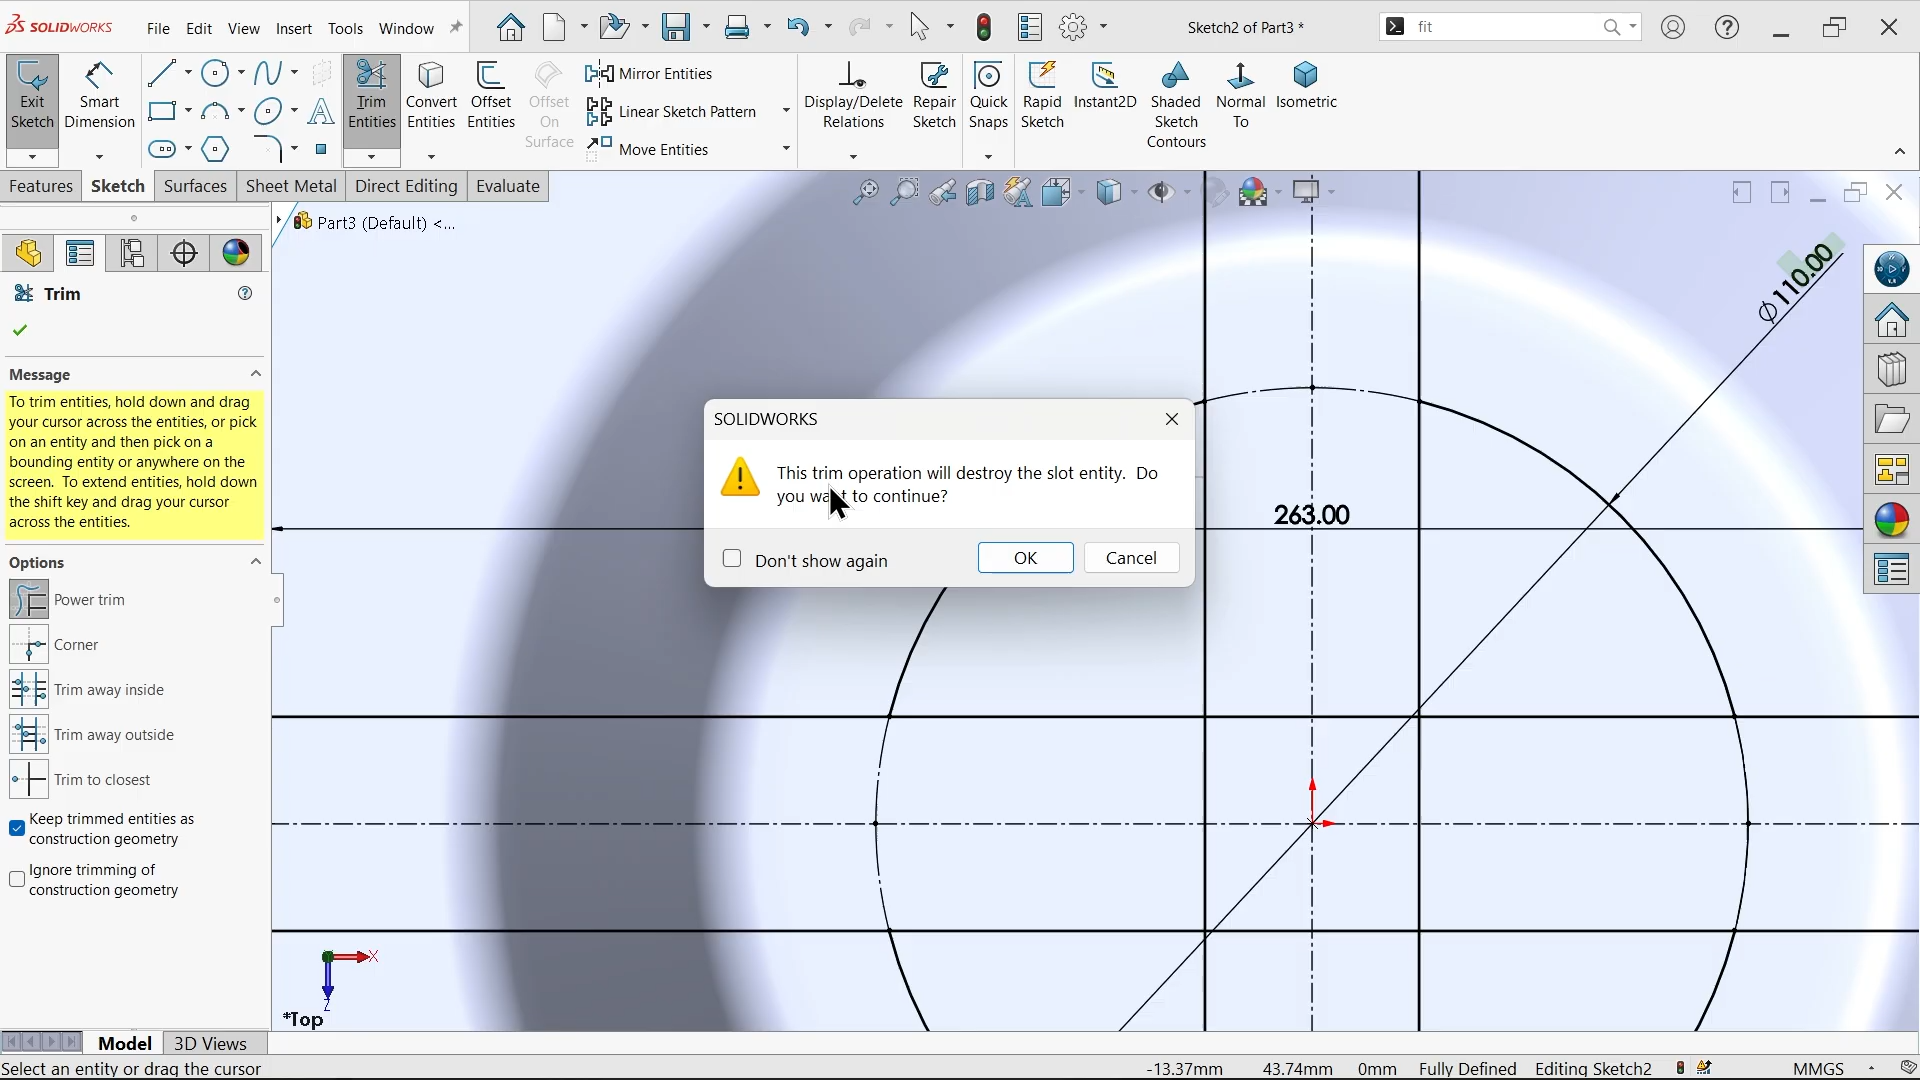 SOLIDWORKS
File Edit View Insert Tools Window
Sketch2 of Part3 *
fit
Exit Sketch
Smart Dimension
Trim Entities
Convert Entities
Offset Entities
Offset On Surface
Mirror Entities
Linear Sketch Pattern
Move Entities
Display/Delete Relations
Repair Sketch
Quick Snaps
Rapid Sketch
Instant2D
Shaded Sketch Contours
Normal To
Isometric
Features Sketch Surfaces Sheet Metal Direct Editing Evaluate
Part3 (Default) <...
Trim
Message
To trim entities, hold down and drag
your cursor across the entities, or pick
on an entity and then pick on a
bounding entity or anywhere on the
screen. To extend entities, hold down
the shift key and drag your cursor
across the entities.
Options
Power trim
Corner
Trim away inside
Trim away outside
Trim to closest
Keep trimmed entities as
construction geometry
Ignore trimming of
construction geometry
SOLIDWORKS
This trim operation will destroy the slot entity. Do
you want to continue?
Don't show again
OK
Cancel
∅110.00
263.00
X
Z
*Top
Model 3D Views
Select an entity or drag the cursor
-13.37mm 43.74mm 0mm Fully Defined Editing Sketch2 MMGS